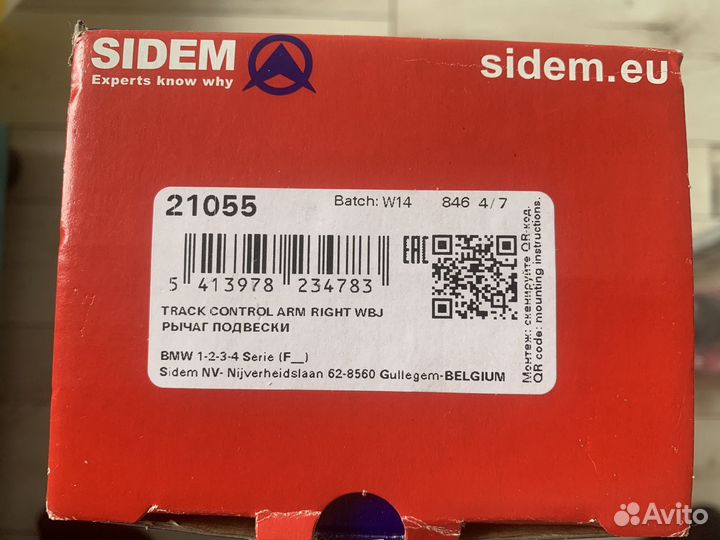 SIDEM
Experts know why
sidem.eu
21055
Batch: W14 846 4/7
EAC
5 413978 234783
TRACK CONTROL ARM RIGHT WBJ
РЫЧАГ ПОДВЕСКИ
BMW 1-2-3-4 Serie (F__)
Sidem NV- Nijverheidslaan 62-8560 Gullegem-BELGIUM
Монтеж: сканируйте QR-код.
QR code: mounting instructions.
Avito